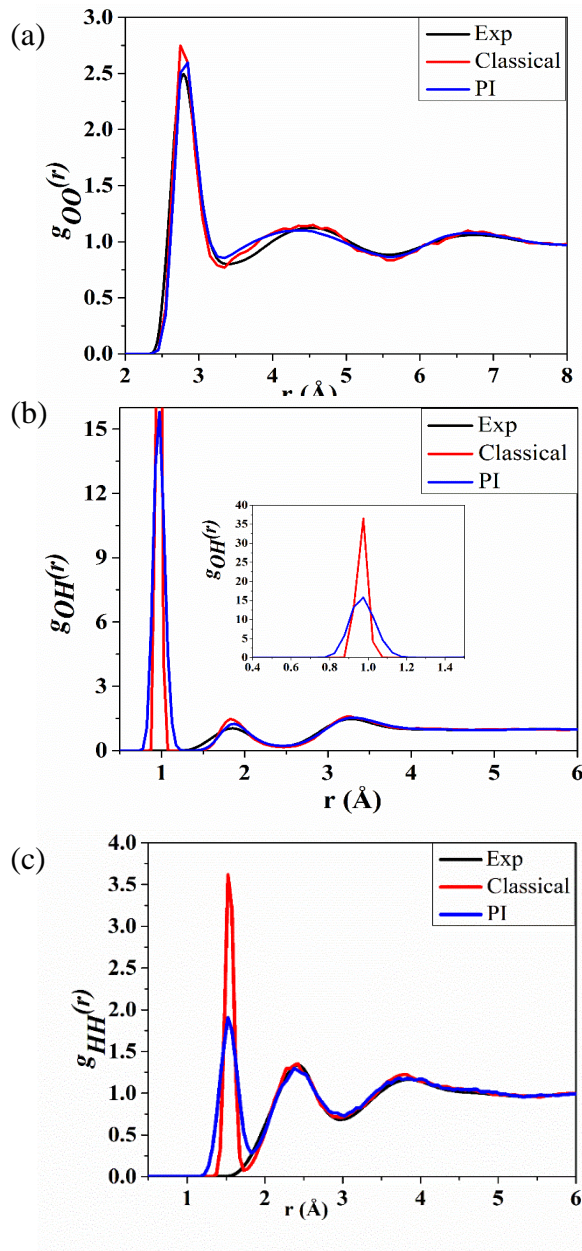 (a)
3.0
2.5
2.0
1.5
1.0
0.5
0.0
gOO(r)
Exp
Classical
PI
2 3 4 5 6 7 8
r (Å)
(b)
15
12
9
6
3
0
gOH(r)
Exp
Classical
PI
40
35
30
25
20
15
10
5
0
gOH(r)
0.4 0.6 0.8 1.0 1.2 1.4
1 2 3 4 5 6
r (Å)
(c)
4.0
3.5
3.0
2.5
2.0
1.5
1.0
0.5
0.0
gHH(r)
Exp
Classical
PI
1 2 3 4 5 6
r (Å)